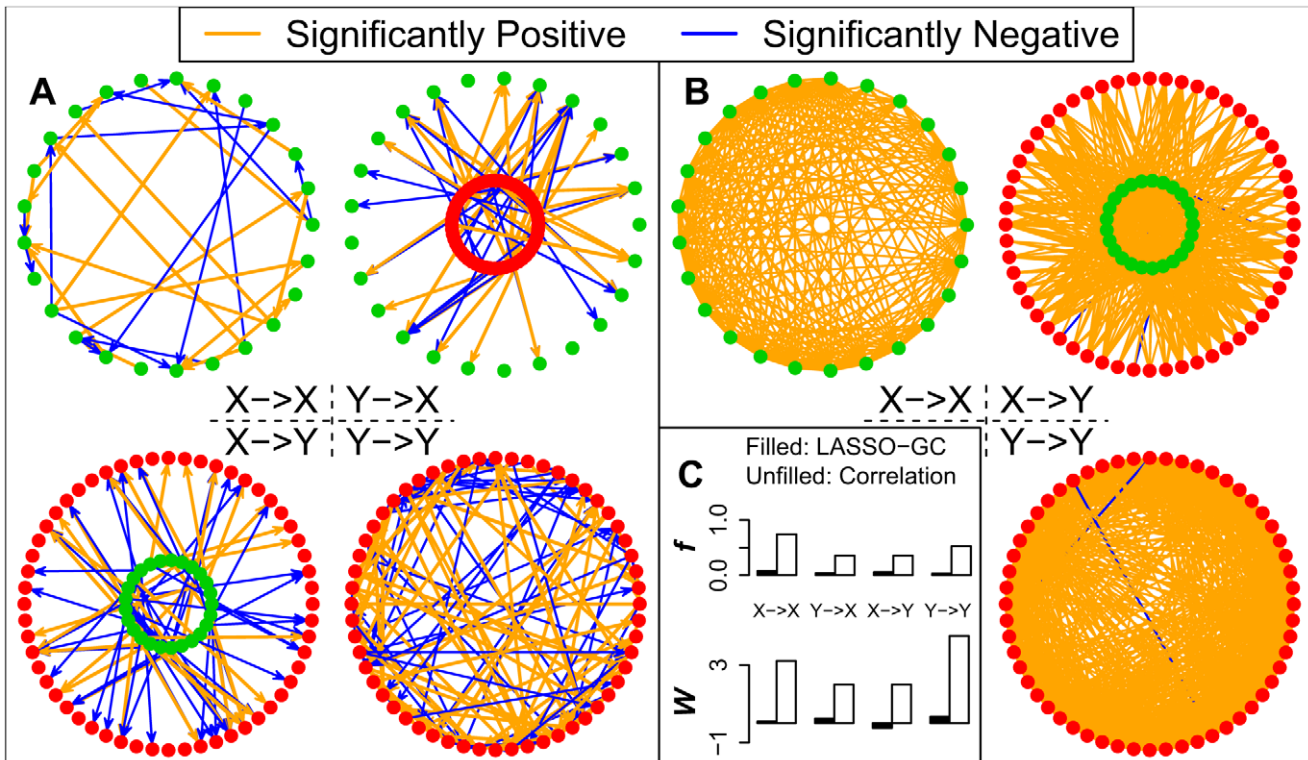 Significantly Positive Significantly Negative
A
B
X−>X Y−>X
X−>Y Y−>Y
X−>X X−>Y
Y−>Y
C
Filled: LASSO−GC
Unfilled: Correlation
f
1.0
0.0
X−>X Y−>X X−>Y Y−>Y
W
3
−1